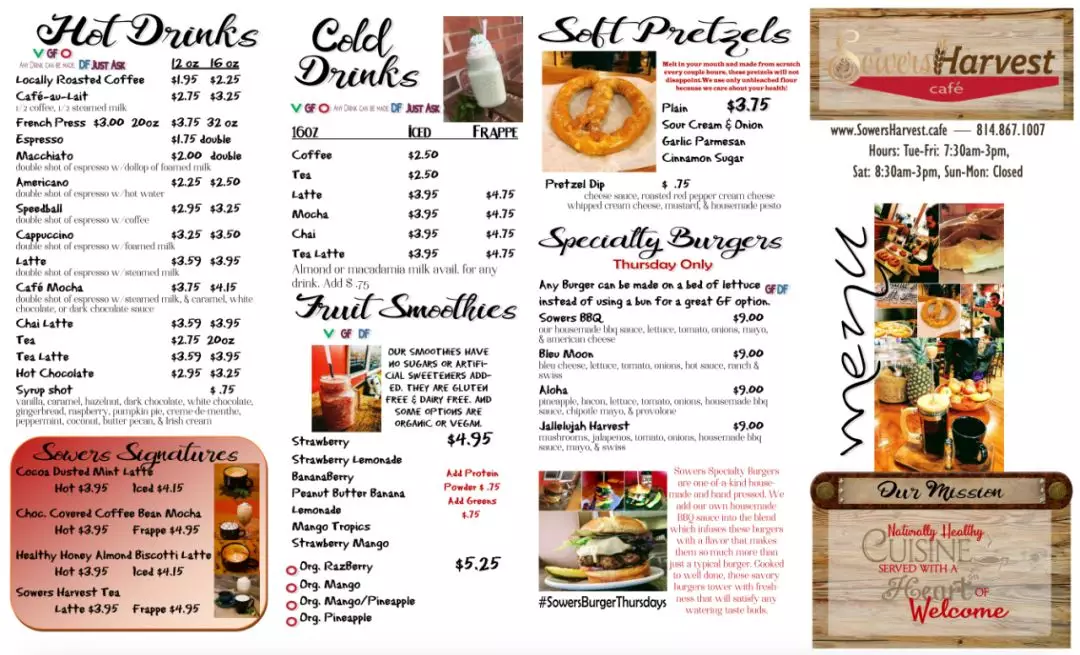 Hot Drinks
V GF O
ANY DRINK CAN BE MADE DF JUST ASK
12 oz 16 oz
Locally Roasted Coffee $1.95 $2.25
Café-au-Lait $2.75 $3.25
1/2 coffee, 1/2 steamed milk
French Press $3.00 20oz $3.75 32 oz
Espresso $1.75 double
Macchiato $2.00 double
double shot of espresso w/dollop of foamed milk
Americano $2.25 $2.50
double shot of espresso w/hot water
Speedball $2.95 $3.25
double shot of espresso w/coffee
Cappuccino $3.25 $3.50
double shot of espresso w/foamed milk
Latte $3.59 $3.95
double shot of espresso w/steamed milk
Café Mocha $3.75 $4.15
double shot of espresso w/steamed milk, & caramel, white
chocolate, or dark chocolate sauce
Chai Latte $3.59 $3.95
Tea $2.75 20oz
Tea Latte $3.59 $3.95
Hot Chocolate $2.95 $3.25
Syrup shot $ .75
vanilla, caramel, hazelnut, dark chocolate, white chocolate,
gingerbread, raspberry, pumpkin pie, creme-de-menthe,
peppermint, coconut, butter pecan, & Irish cream
Sowers Signatures
Cocoa Dusted Mint Latte
Hot $3.95 Iced $4.15
Choc. Covered Coffee Bean Mocha
Hot $3.95 Frappe $4.95
Healthy Honey Almond Biscotti Latte
Hot $3.95 Iced $4.15
Sowers Harvest Tea
Latte $3.95 Frappe $4.95
Cold
Drinks
V GF O ANY DRINK CAN BE MADE DF JUST ASK
16oz Iced Frappe
Coffee $2.50
Tea $2.50
Latte $3.95 $4.75
Mocha $3.95 $4.75
Chai $3.95 $4.75
Tea Latte $3.95 $4.75
Almond or macadamia milk avail. for any
drink. Add $ .75
Fruit Smoothies
V GF DF
OUR SMOOTHIES HAVE
NO SUGARS OR ARTIFI-
CIAL SWEETENERS ADD-
ED. THEY ARE GLUTEN
FREE & DAIRY FREE. AND
SOME OPTIONS ARE
ORGANIC OR VEGAN.
Strawberry $4.95
Strawberry Lemonade
BananaBerry
Peanut Butter Banana
Lemonade
Mango Tropics
Strawberry Mango
Add Protein
Powder $ .75
Add Greens
$.75
Org. RazBerry $5.25
Org. Mango
Org. Mango/Pineapple
Org. Pineapple
Soft Pretzels
Melt in your mouth and made from scratch
every couple hours, these pretzels will not
disappoint. We use only unbleached flour
because we care about your health!
Plain $3.75
Sour Cream & Onion
Garlic Parmesan
Cinnamon Sugar
Pretzel Dip $ .75
cheese sauce, roasted red pepper cream cheese
whipped cream cheese, mustard, & housemade pesto
Specialty Burgers
Thursday Only
Any Burger can be made on a bed of lettuce GF DF
instead of using a bun for a great GF option.
Sowers BBQ $9.00
our housemade bbq sauce, lettuce, tomato, onions, mayo,
& american cheese
Bleu Moon $9.00
bleu cheese, lettuce, tomato, onions, hot sauce, ranch &
swiss
Aloha $9.00
pineapple, bacon, lettuce, tomato, onions, housemade bbq
sauce, chipotle mayo, & provolone
Jallelujah Harvest $9.00
mushrooms, jalapenos, tomato, onions, housemade bbq
sauce, mayo, & swiss
#SowersBurgerThursdays
Sowers Specialty Burgers
are one-of-a-kind house-
made and hand pressed. We
add our own housemade
BBQ sauce into the blend
which infuses these burgers
with a flavor that makes
them so much more than
just a typical burger. Cooked
to well done, these savory
burgers tower with fresh-
ness that will satisfy any
watering taste buds.
Sowers Harvest
café
www.SowersHarvest.cafe — 814.867.1007
Hours: Tue-Fri: 7:30am-3pm,
Sat: 8:30am-3pm, Sun-Mon: Closed
menu
Our Mission
Naturally Healthy
CUISINE
SERVED WITH A
Heart OF
Welcome